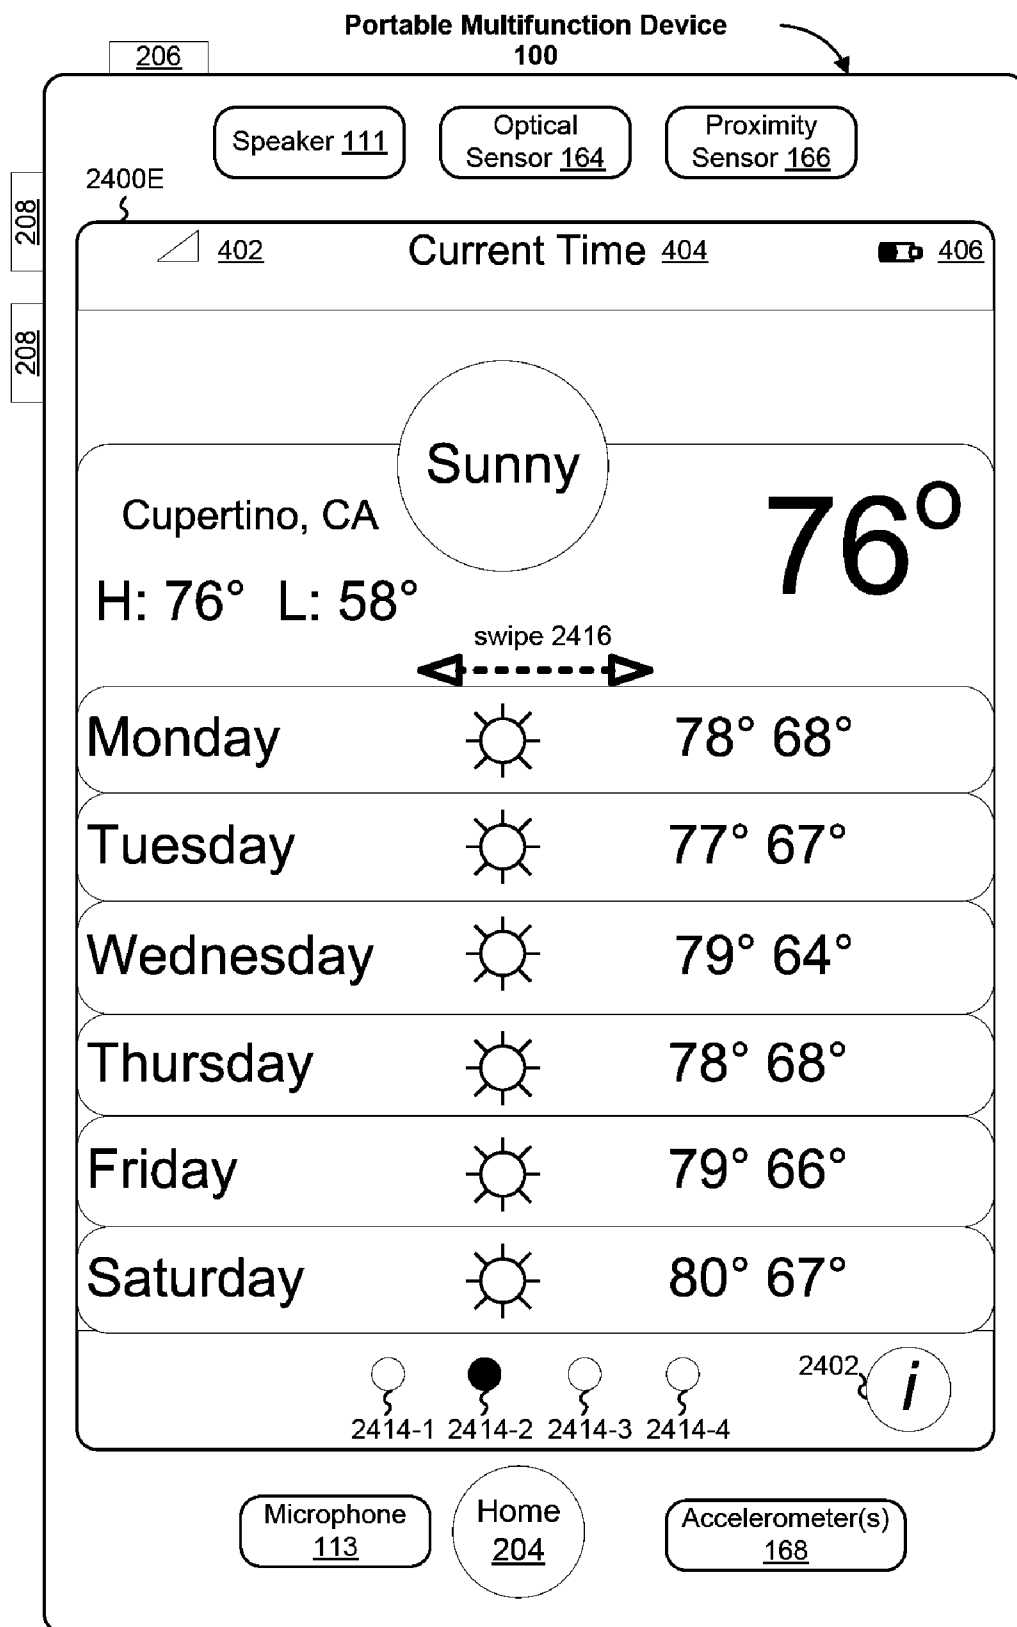 Portable Multifunction Device
100
206
Speaker 111
Optical
Sensor 164
Proximity
Sensor 166
2400E
208
208
402
Current Time 404
406
Sunny
Cupertino, CA
76°
H: 76° L: 58°
swipe 2416
Monday 78° 68°
Tuesday 77° 67°
Wednesday 79° 64°
Thursday 78° 68°
Friday 79° 66°
Saturday 80° 67°
2402
i
2414-1 2414-2 2414-3 2414-4
Microphone
113
Home
204
Accelerometer(s)
168